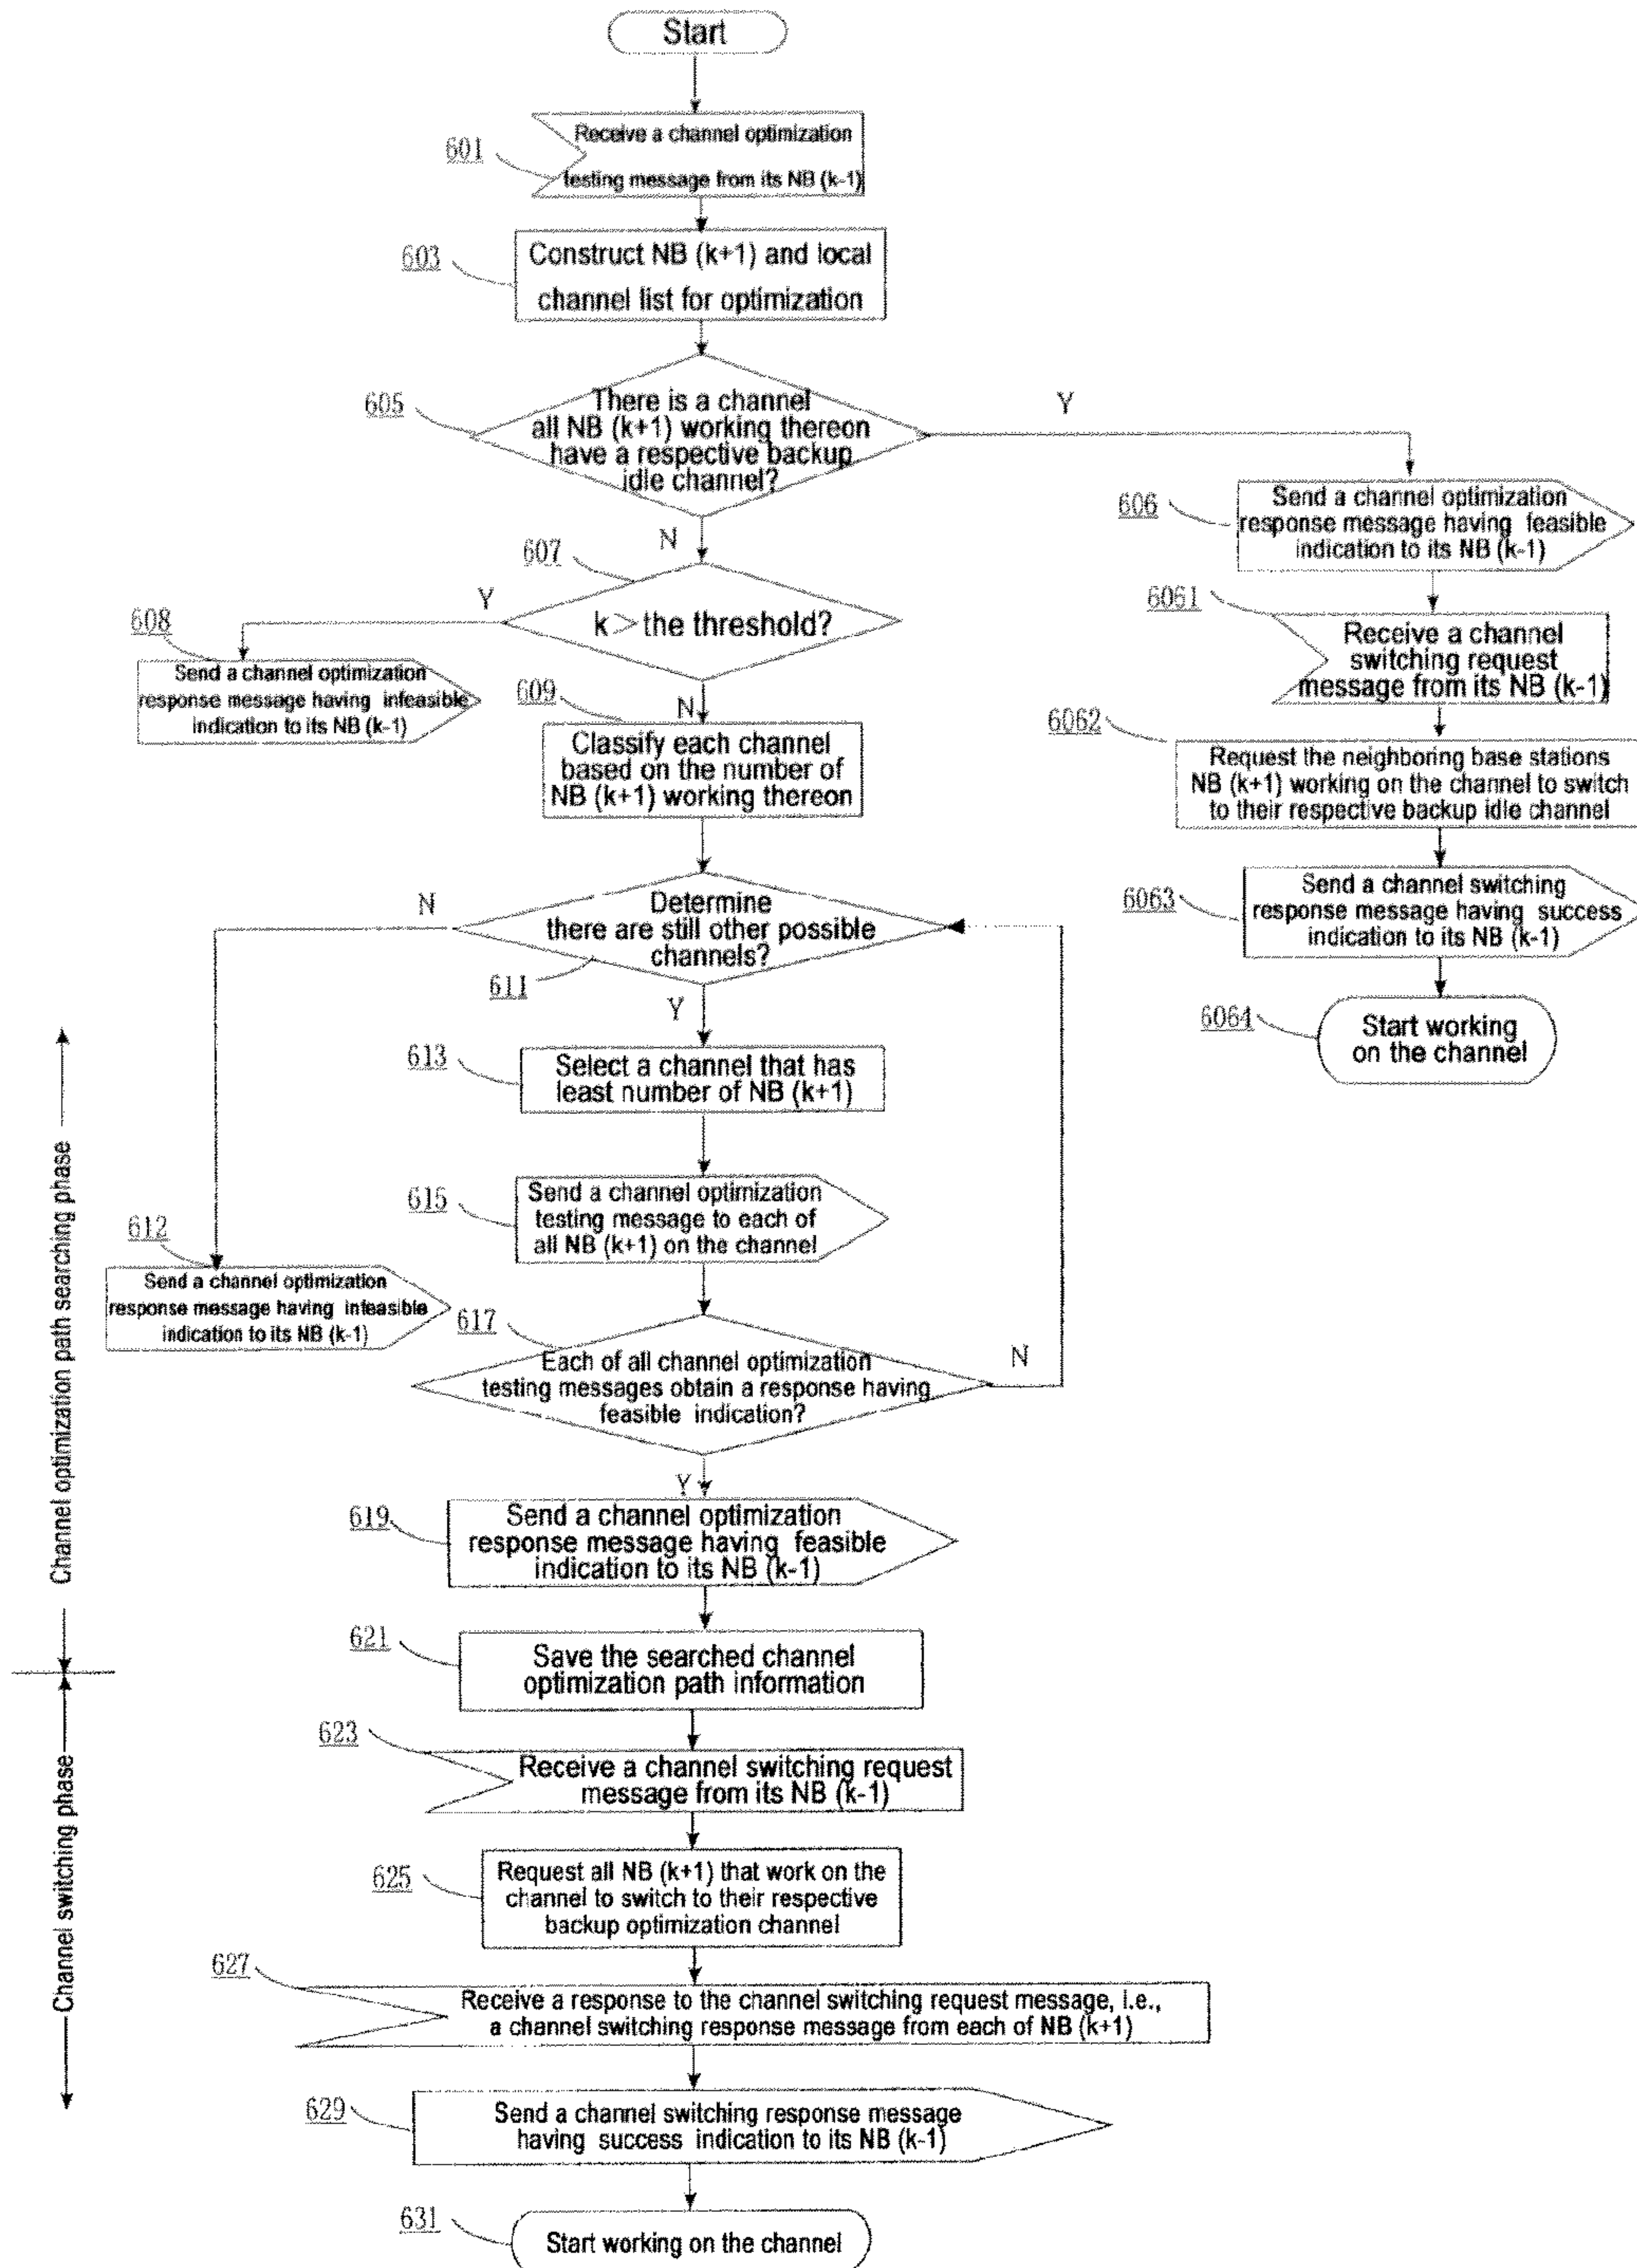 Start
601
Receive a channel optimization
testing message from its NB (k-1)
603
Construct NB (k+1) and local
channel list for optimization
605
There is a channel
all NB (k+1) working thereon
have a respective backup
idle channel?
Y
N
606
Send a channel optimization
response message having feasible
indication to its NB (k-1)
607
k > the threshold?
Y
N
608
Send a channel optimization
response message having infeasible
indication to its NB (k-1)
6061
Receive a channel
switching request
message from its NB (k-1)
609
Classify each channel
based on the number of
NB (k+1) working thereon
6062
Request the neighboring base stations
NB (k+1) working on the channel to switch
to their respective backup idle channel
6063
Send a channel switching
response message having success
indication to its NB (k-1)
N
Determine
there are still other possible
channels?
611
Y
6064
Start working
on the channel
613
Select a channel that has
least number of NB (k+1)
615
Send a channel optimization
testing message to each of
all NB (k+1) on the channel
612
Send a channel optimization
response message having infeasible
indication to its NB (k-1)
617
Each of all channel optimization
testing messages obtain a response having
feasible indication?
N
Y
Channel optimization path searching phase
619
Send a channel optimization
response message having feasible
indication to its NB (k-1)
621
Save the searched channel
optimization path information
623
Receive a channel switching request
message from its NB (k-1)
Channel switching phase
625
Request all NB (k+1) that work on the
channel to switch to their respective
backup optimization channel
627
Receive a response to the channel switching request message, i.e.,
a channel switching response message from each of NB (k+1)
629
Send a channel switching response message
having success indication to its NB (k-1)
631
Start working on the channel